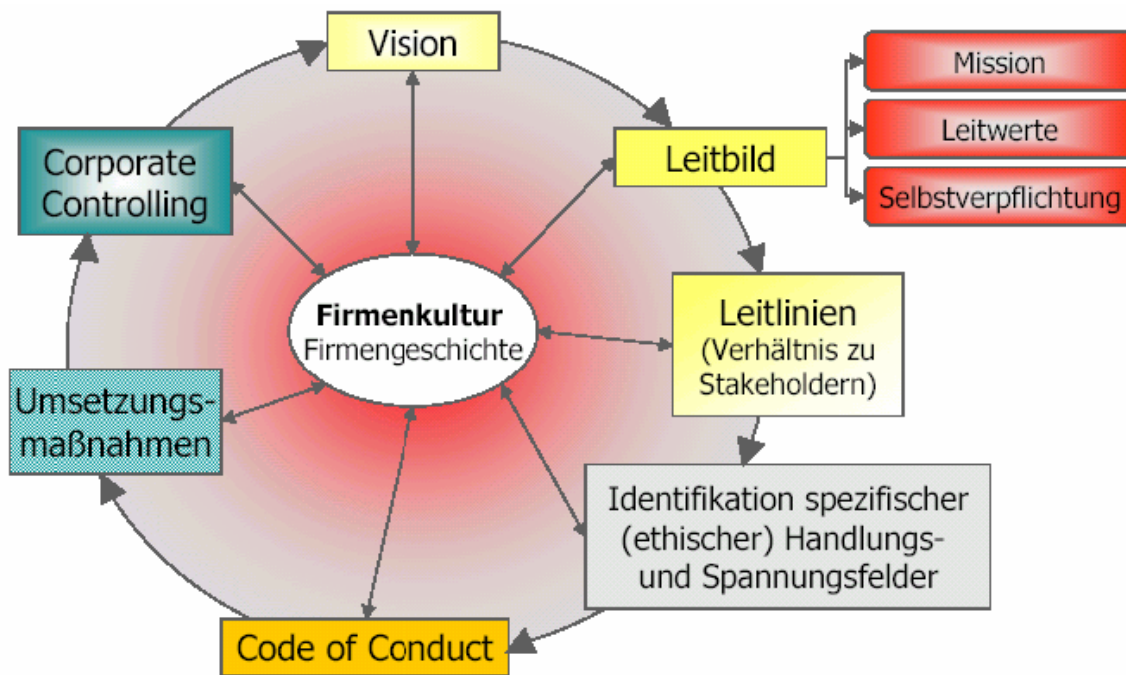 Vision
Mission
Leitwerte
Selbstverpflichtung
Leitbild
Corporate
Controlling
Firmenkultur
Firmengeschichte
Leitlinien
(Verhältnis zu
Stakeholdern)
Umsetzungs-
maßnahmen
Identifikation spezifischer
(ethischer) Handlungs-
und Spannungsfelder
Code of Conduct